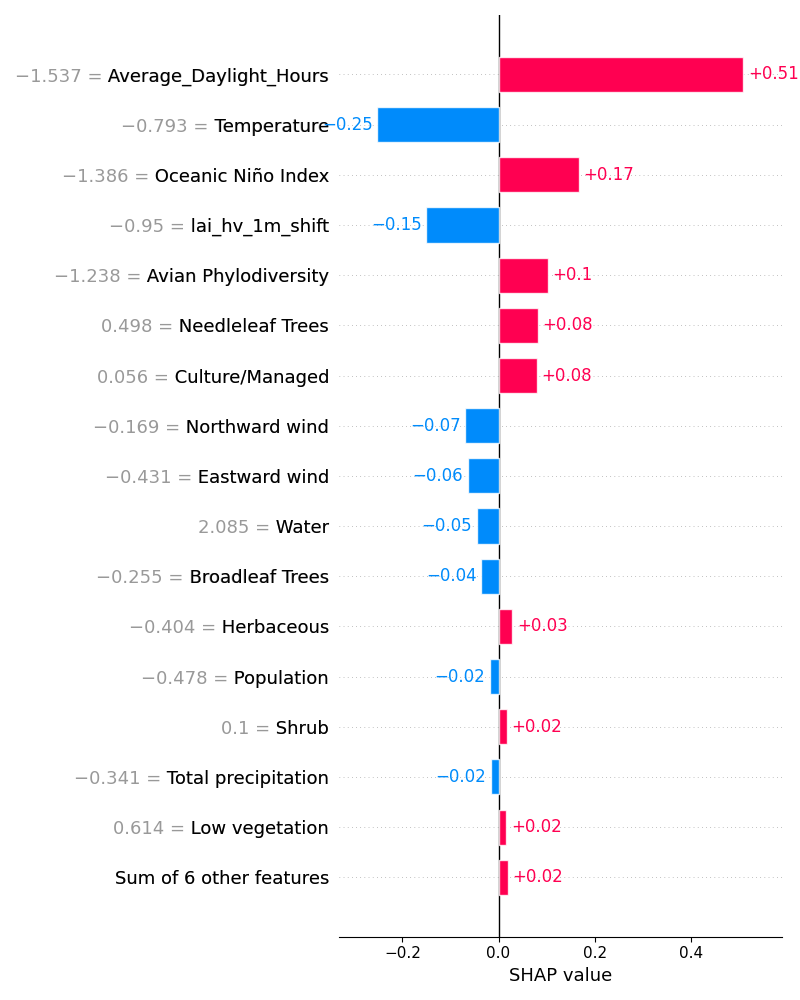 −1.537 = Average_Daylight_Hours +0.51
−0.793 = Temperature −0.25
−1.386 = Oceanic Niño Index +0.17
−0.95 = lai_hv_1m_shift −0.15
−1.238 = Avian Phylodiversity +0.1
0.498 = Needleleaf Trees +0.08
0.056 = Culture/Managed +0.08
−0.169 = Northward wind −0.07
−0.431 = Eastward wind −0.06
2.085 = Water −0.05
−0.255 = Broadleaf Trees −0.04
−0.404 = Herbaceous +0.03
−0.478 = Population −0.02
0.1 = Shrub +0.02
−0.341 = Total precipitation −0.02
0.614 = Low vegetation +0.02
Sum of 6 other features +0.02
−0.2 0.0 0.2 0.4
SHAP value